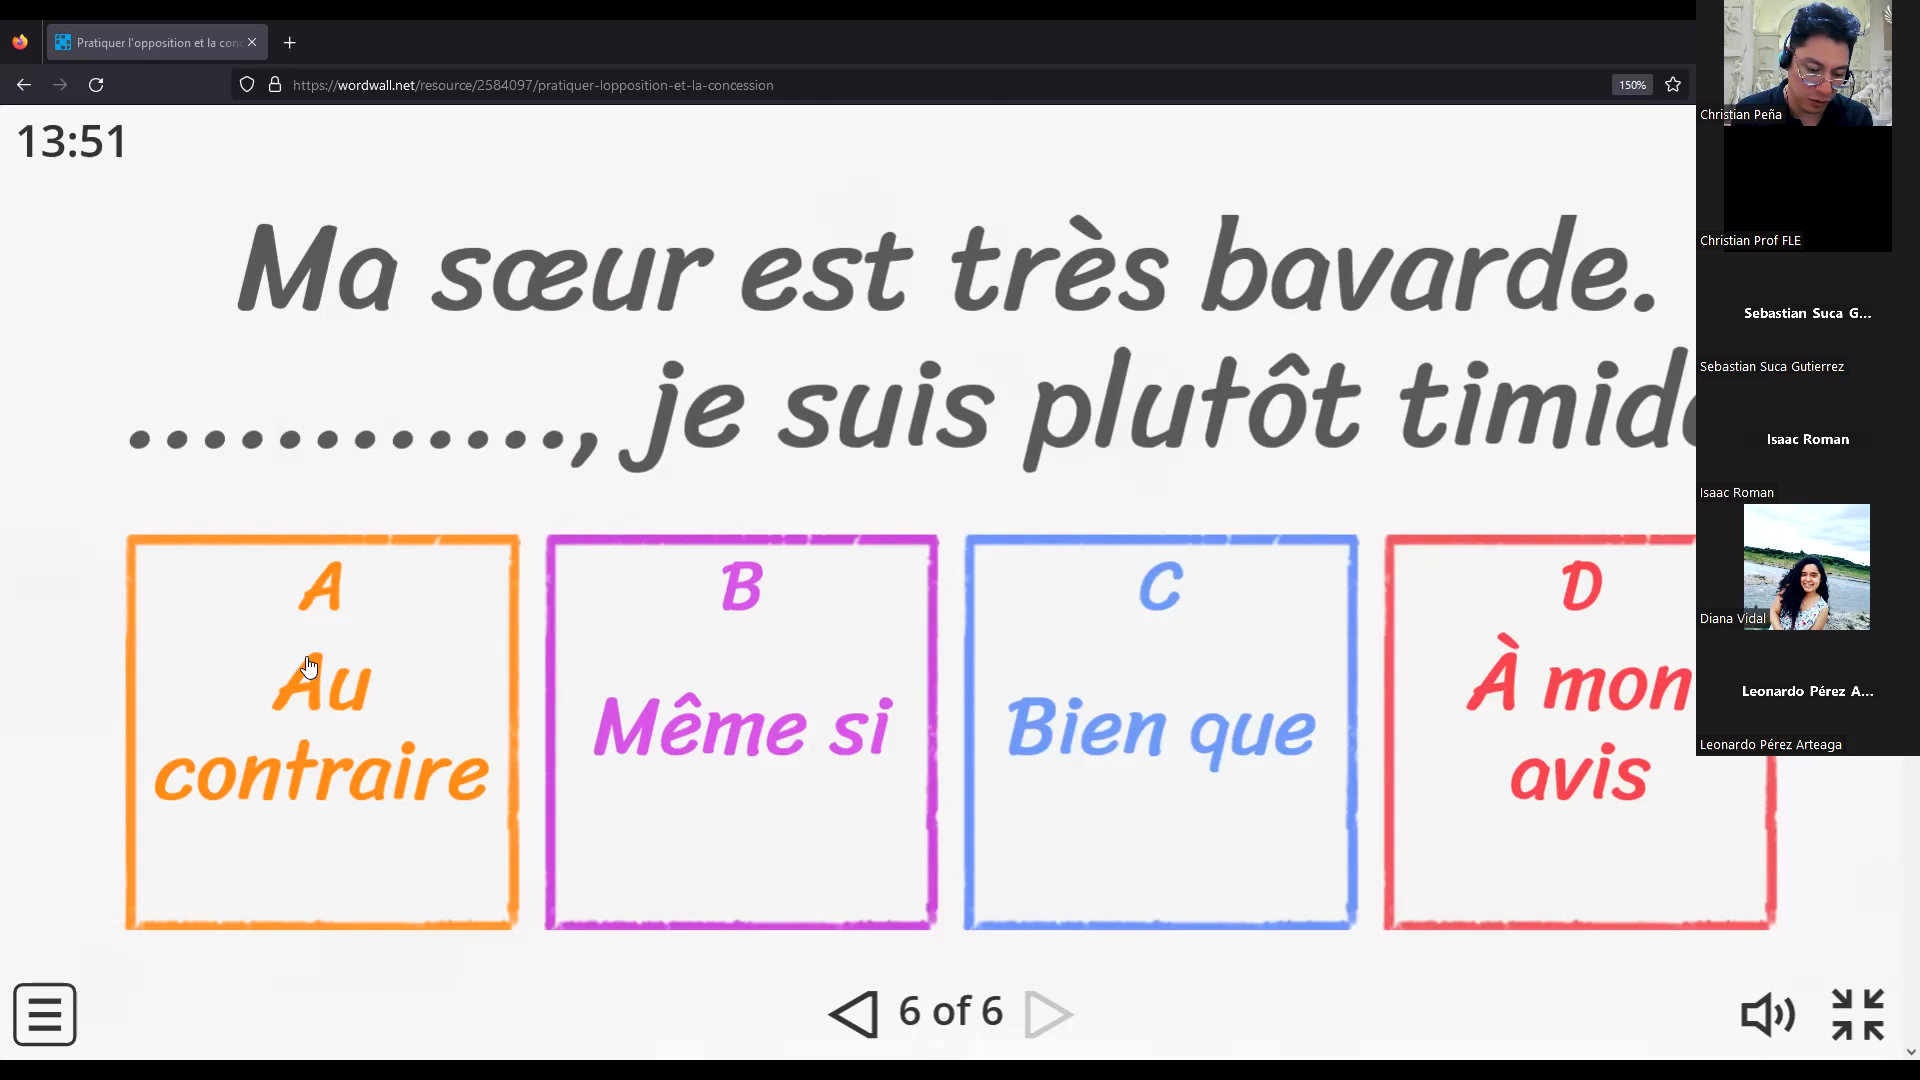 Pratiquer l'opposition et la con
https://wordwall.net/resource/2584097/pratiquer-lopposition-et-la-concession
150%
13:51
Ma sœur est très bavarde.
............, je suis plutôt timid
A
Au
contraire
B
Même si
C
Bien que
D
À mon
avis
6 of 6
Christian Peña
Christian Prof FLE
Sebastian Suca G...
Sebastian Suca Gutierrez
Isaac Roman
Isaac Roman
Diana Vidal
Leonardo Pérez A...
Leonardo Pérez Arteaga